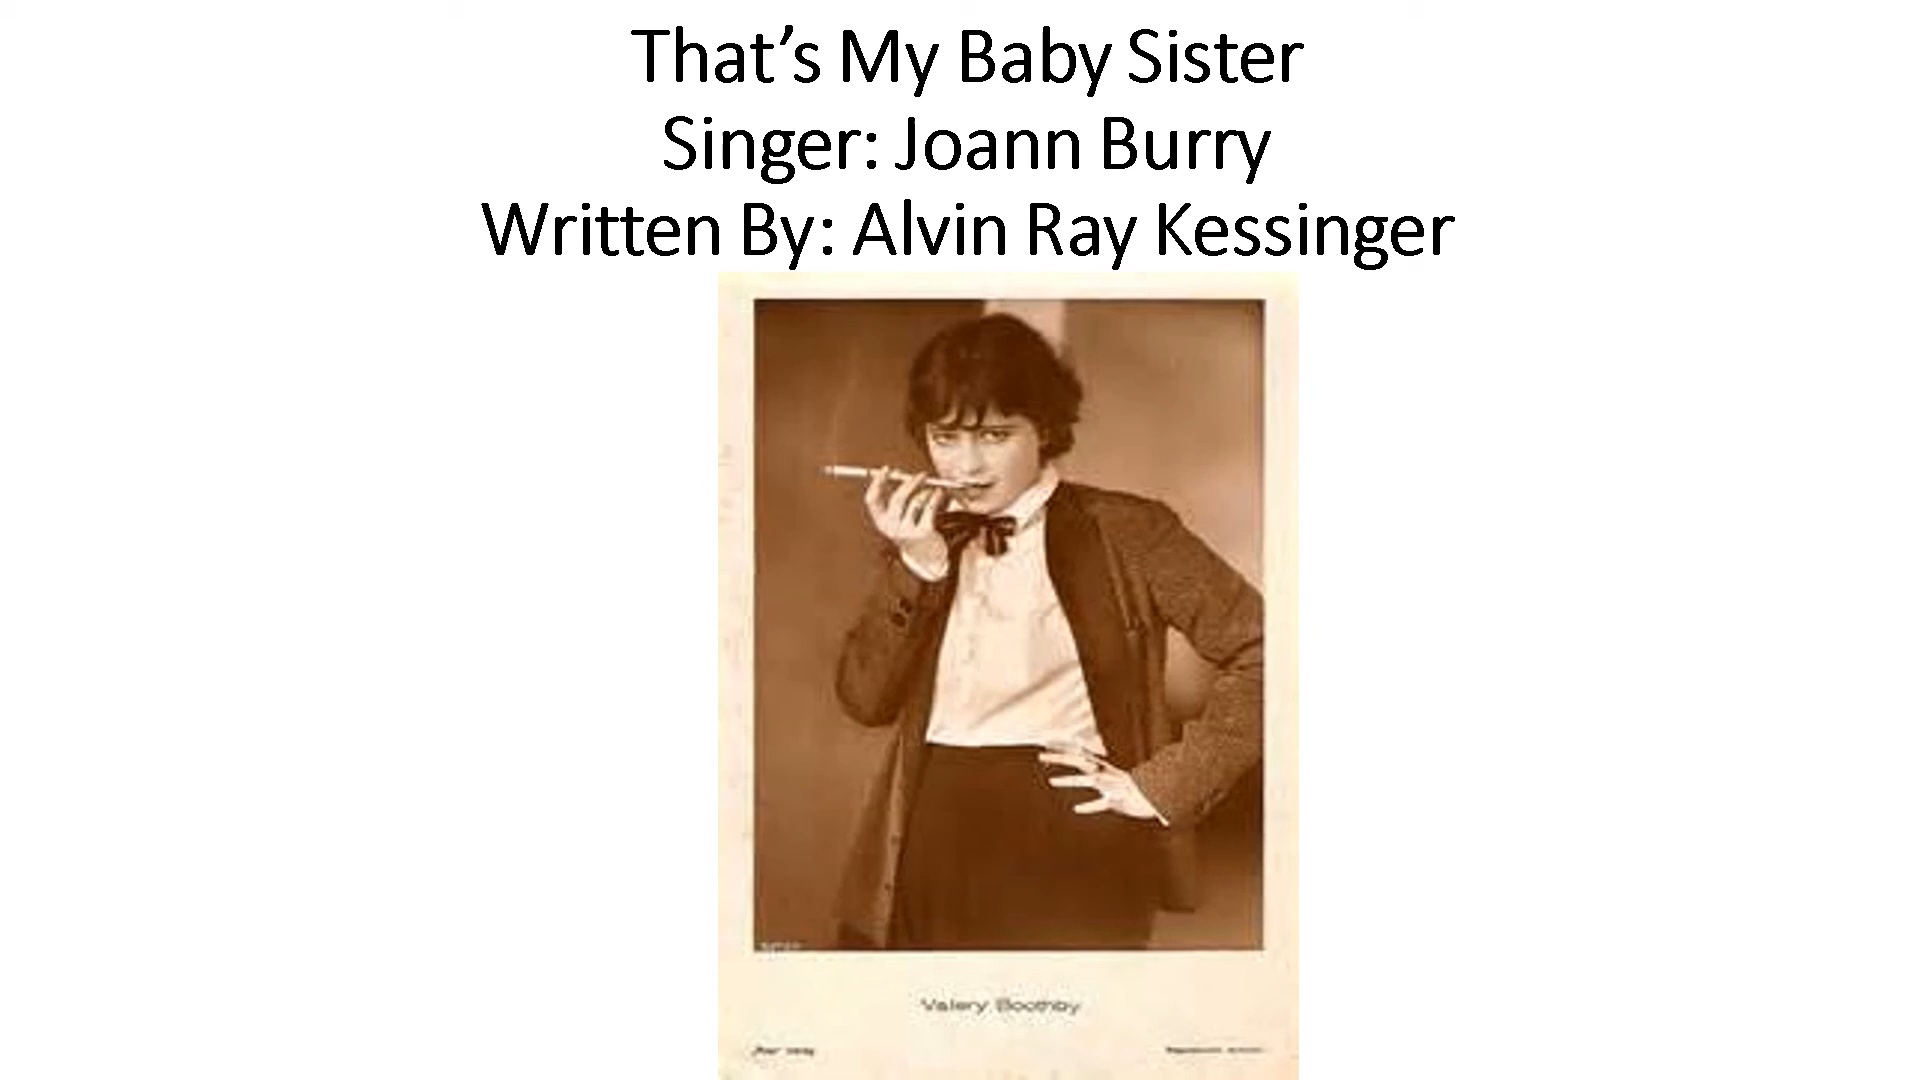 That’s My Baby Sister
Singer: Joann Burry
Written By: Alvin Ray Kessinger
Valery Boothby